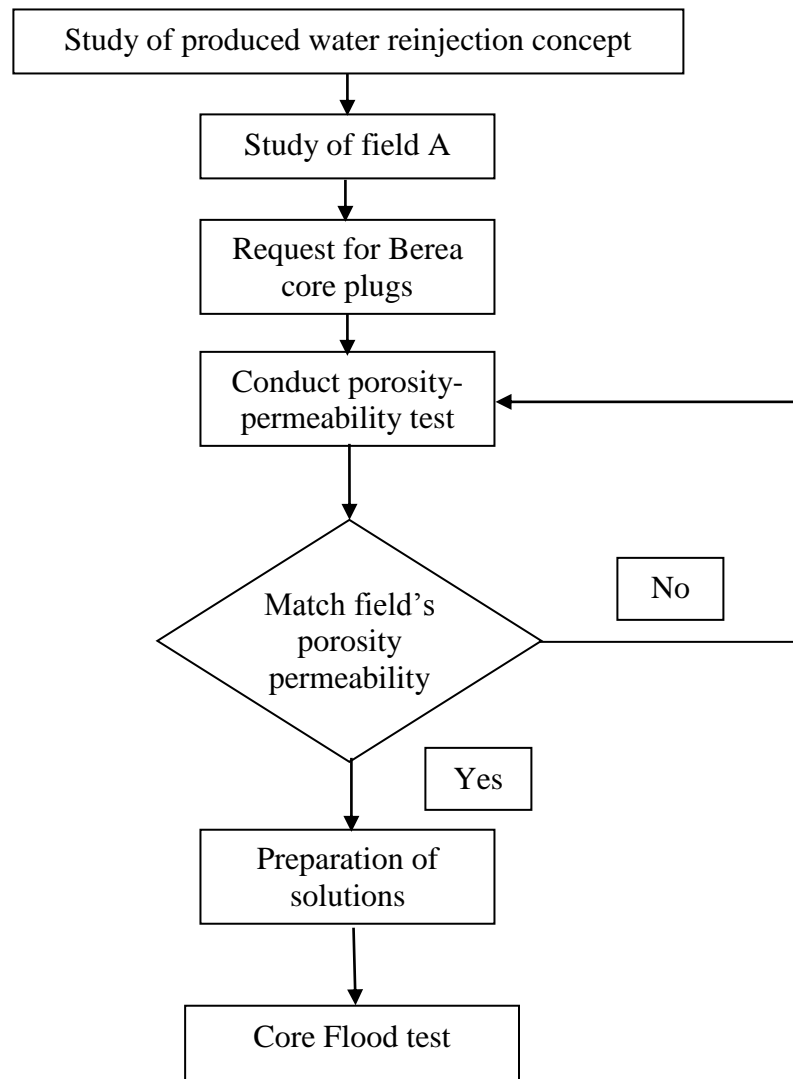 Study of produced water reinjection concept
Study of field A
Request for Berea
core plugs
Conduct porosity-
permeability test
Match field’s
porosity
permeability
No
Yes
Preparation of
solutions
Core Flood test